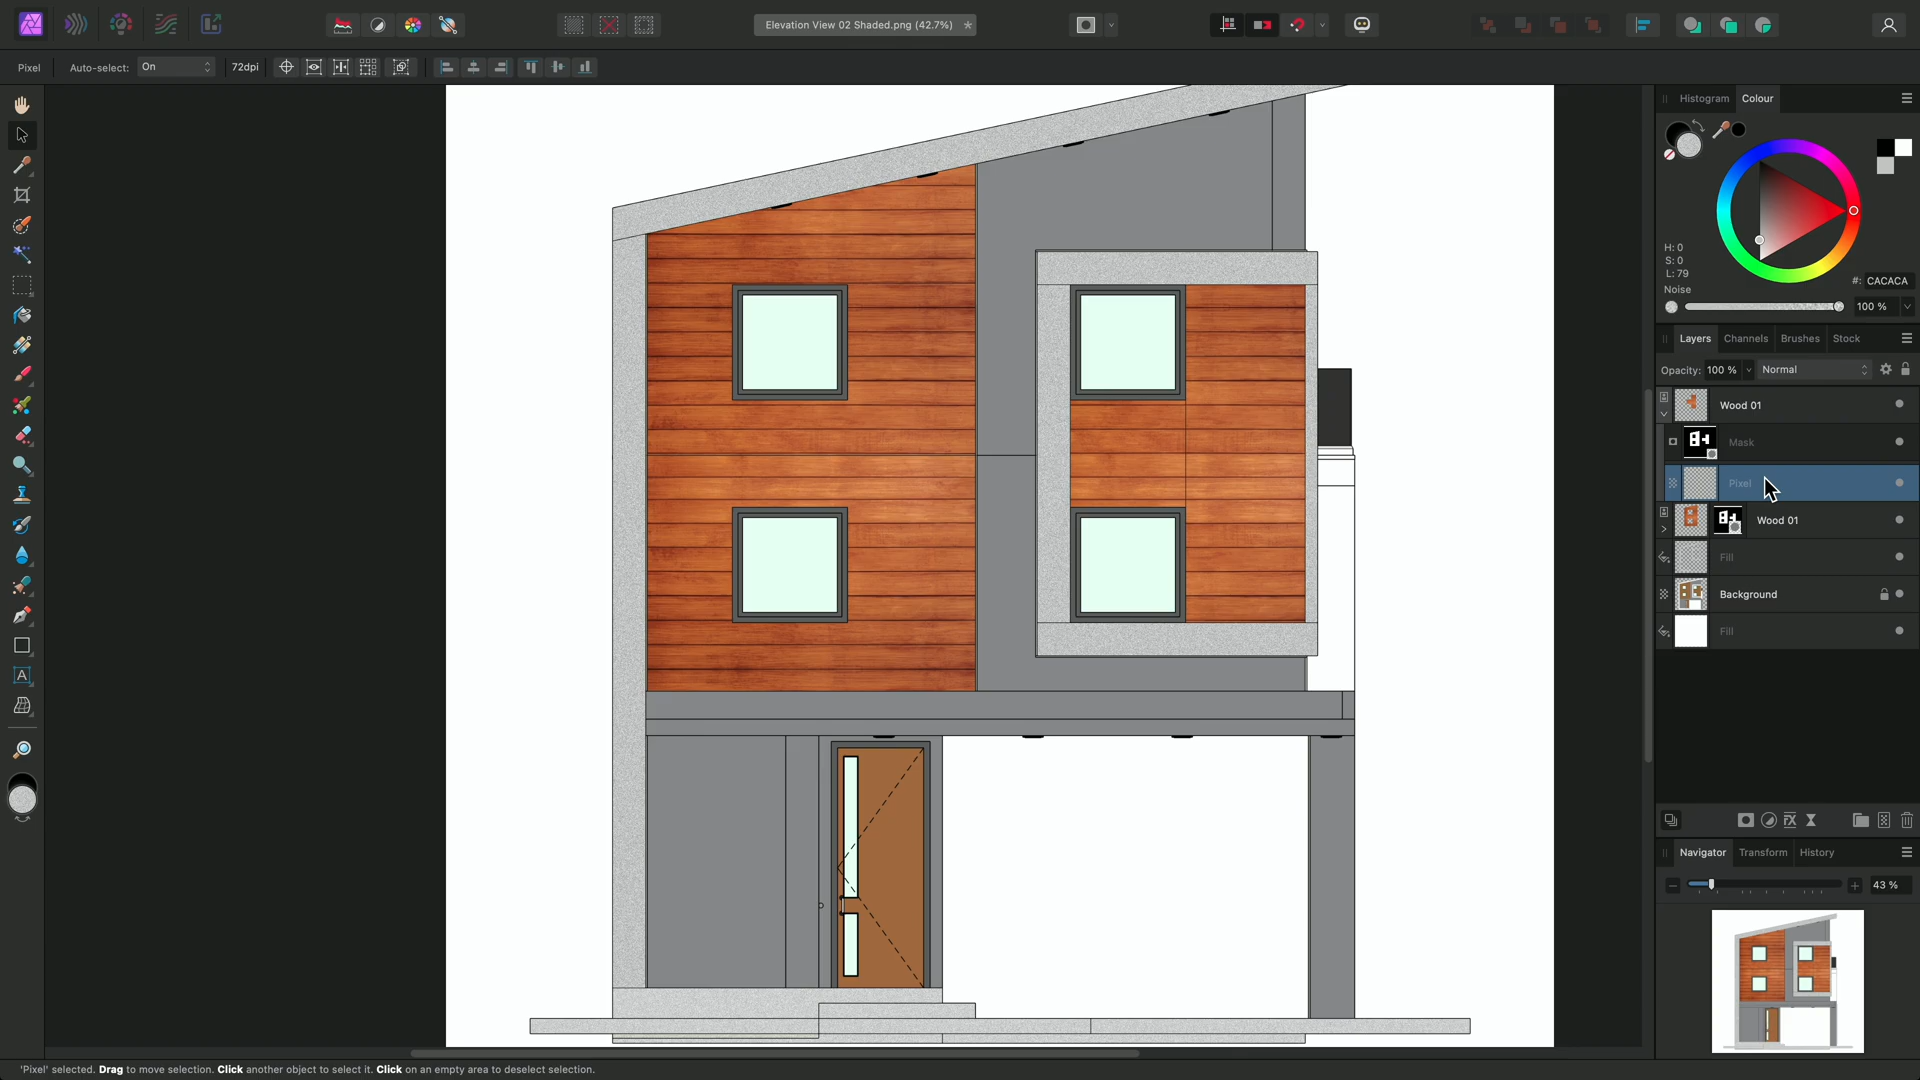 Elevation View 02 Shaded.png (42.7%)
Pixel
Auto-select: On
72dpi
Histogram
Colour
H: 0
S: 0
L: 79
#: CACACA
Noise
100 %
Layers
Channels
Brushes
Stock
Opacity: 100 %
Normal
Wood 01
Mask
Pixel
Wood 01
Fill
Background
Fill
Navigator
Transform
History
43 %
'Pixel' selected. Drag to move selection. Click another object to select it. Click on an empty area to deselect selection.